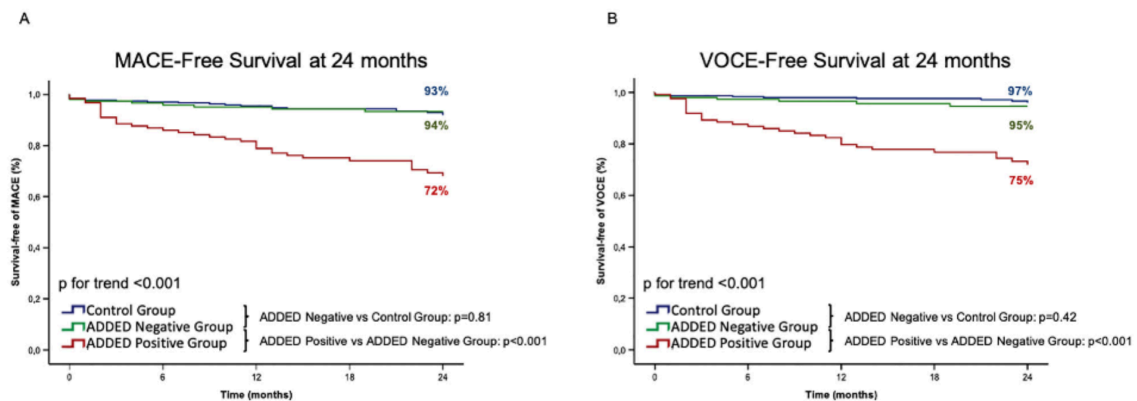 A
MACE-Free Survival at 24 months
Survival-free of MACE (%)
1,0
0,8
0,6
0,4
0,2
0,0
93%
94%
72%
p for trend <0.001
Control Group
ADDED Negative Group
ADDED Positive Group
ADDED Negative vs Control Group: p=0.81
ADDED Positive vs ADDED Negative Group: p<0.001
0 6 12 18 24
Time (months)
B
VOCE-Free Survival at 24 months
Survival-free of VOCE (%)
1,0
0,8
0,6
0,4
0,2
0,0
97%
95%
75%
p for trend <0.001
Control Group
ADDED Negative Group
ADDED Positive Group
ADDED Negative vs Control Group: p=0.42
ADDED Positive vs ADDED Negative Group: p<0.001
0 6 12 18 24
Time (months)